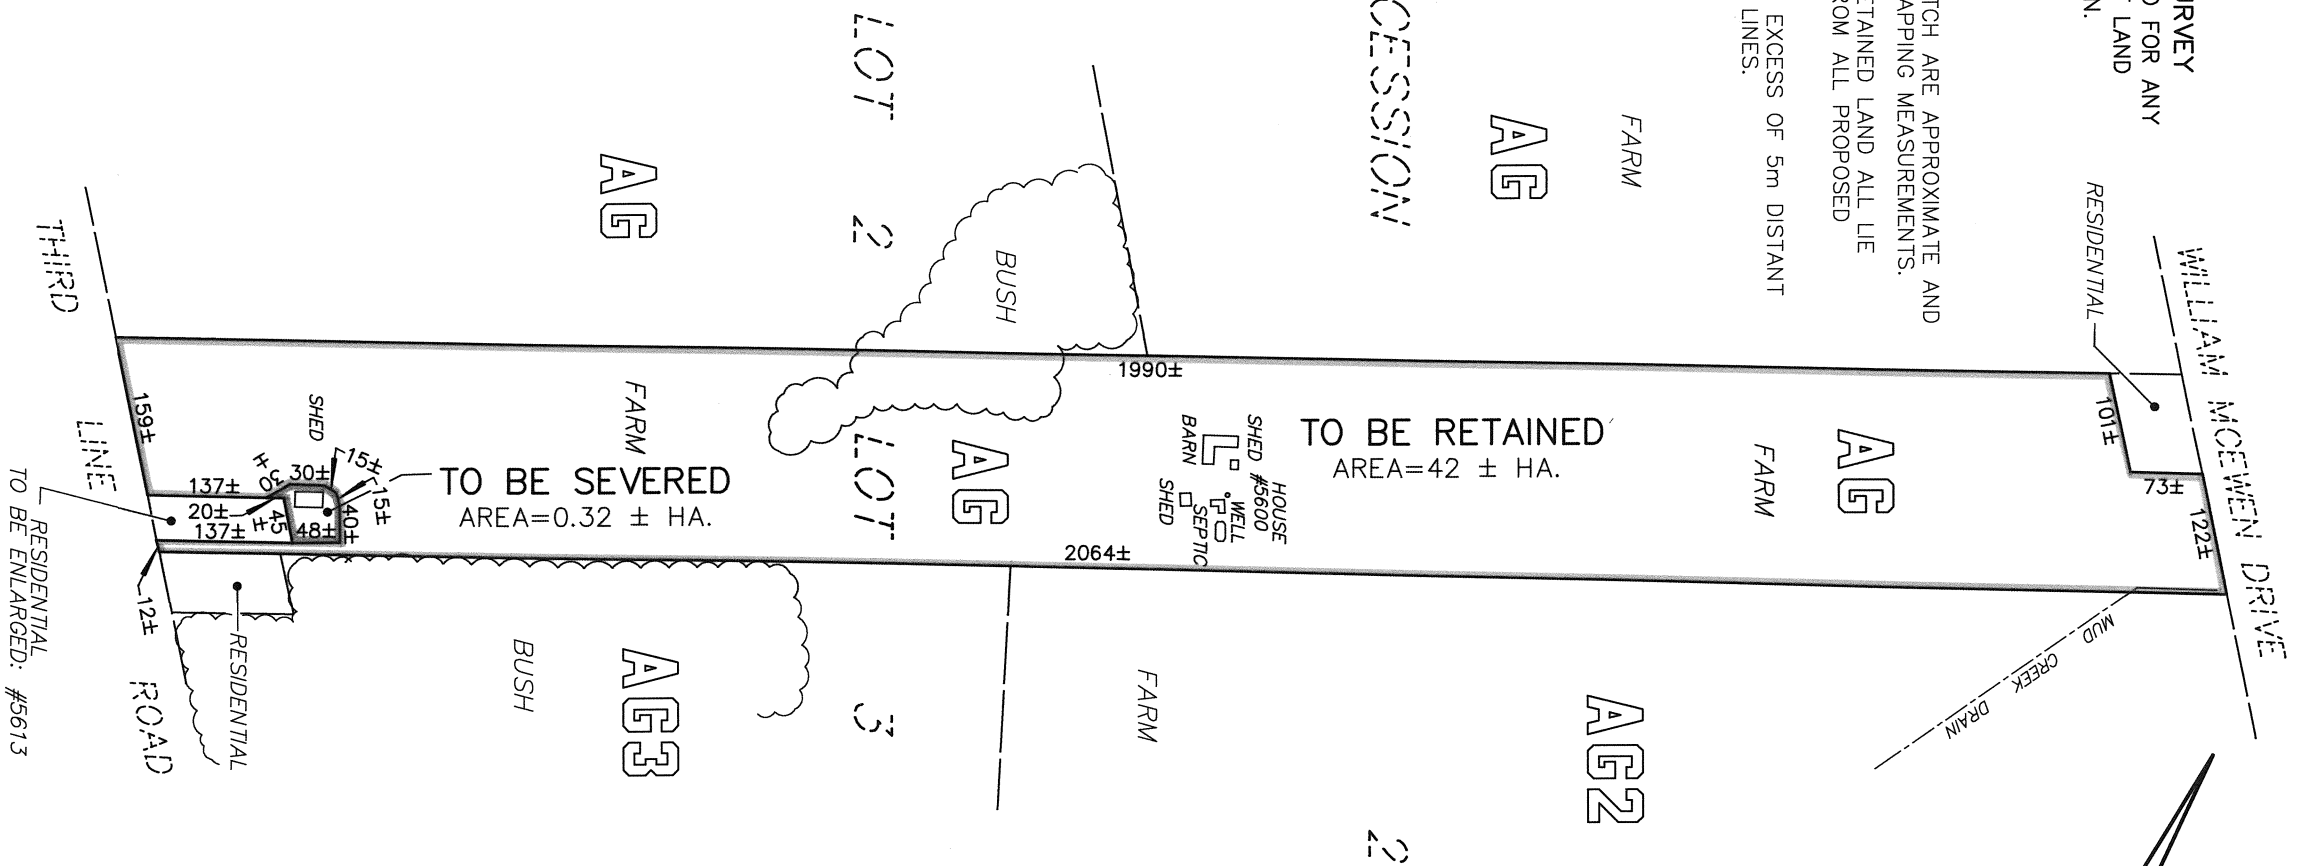 URVEY
D FOR ANY
LAND
N.
TCH ARE APPROXIMATE AND
APPING MEASUREMENTS.
ETAINED LAND ALL LIE
ROM ALL PROPOSED
EXCESS OF 5m DISTANT
LINES.
CESSION
LOT 2
AG
FARM
AG
BUSH
RESIDENTIAL
WILLIAM MCEWEN DRIVE
THIRD LINE ROAD
1990±
101±
73±
122±
159±
SHED
FARM
TO BE RETAINED
AREA=42 ± HA.
TO BE SEVERED
AREA=0.32 ± HA.
SHED
BARN
HOUSE
#5600
WELL
SEPTIC
SHED
AG
FARM
AG
LOT 3
137±
20±
137±
30±
30±
15±
15±
40±
45±
48±
12±
2064±
RESIDENTIAL
TO BE ENLARGED: #5613
RESIDENTIAL
BUSH
AG3
FARM
AG2
MUD CREEK DRAIN
2